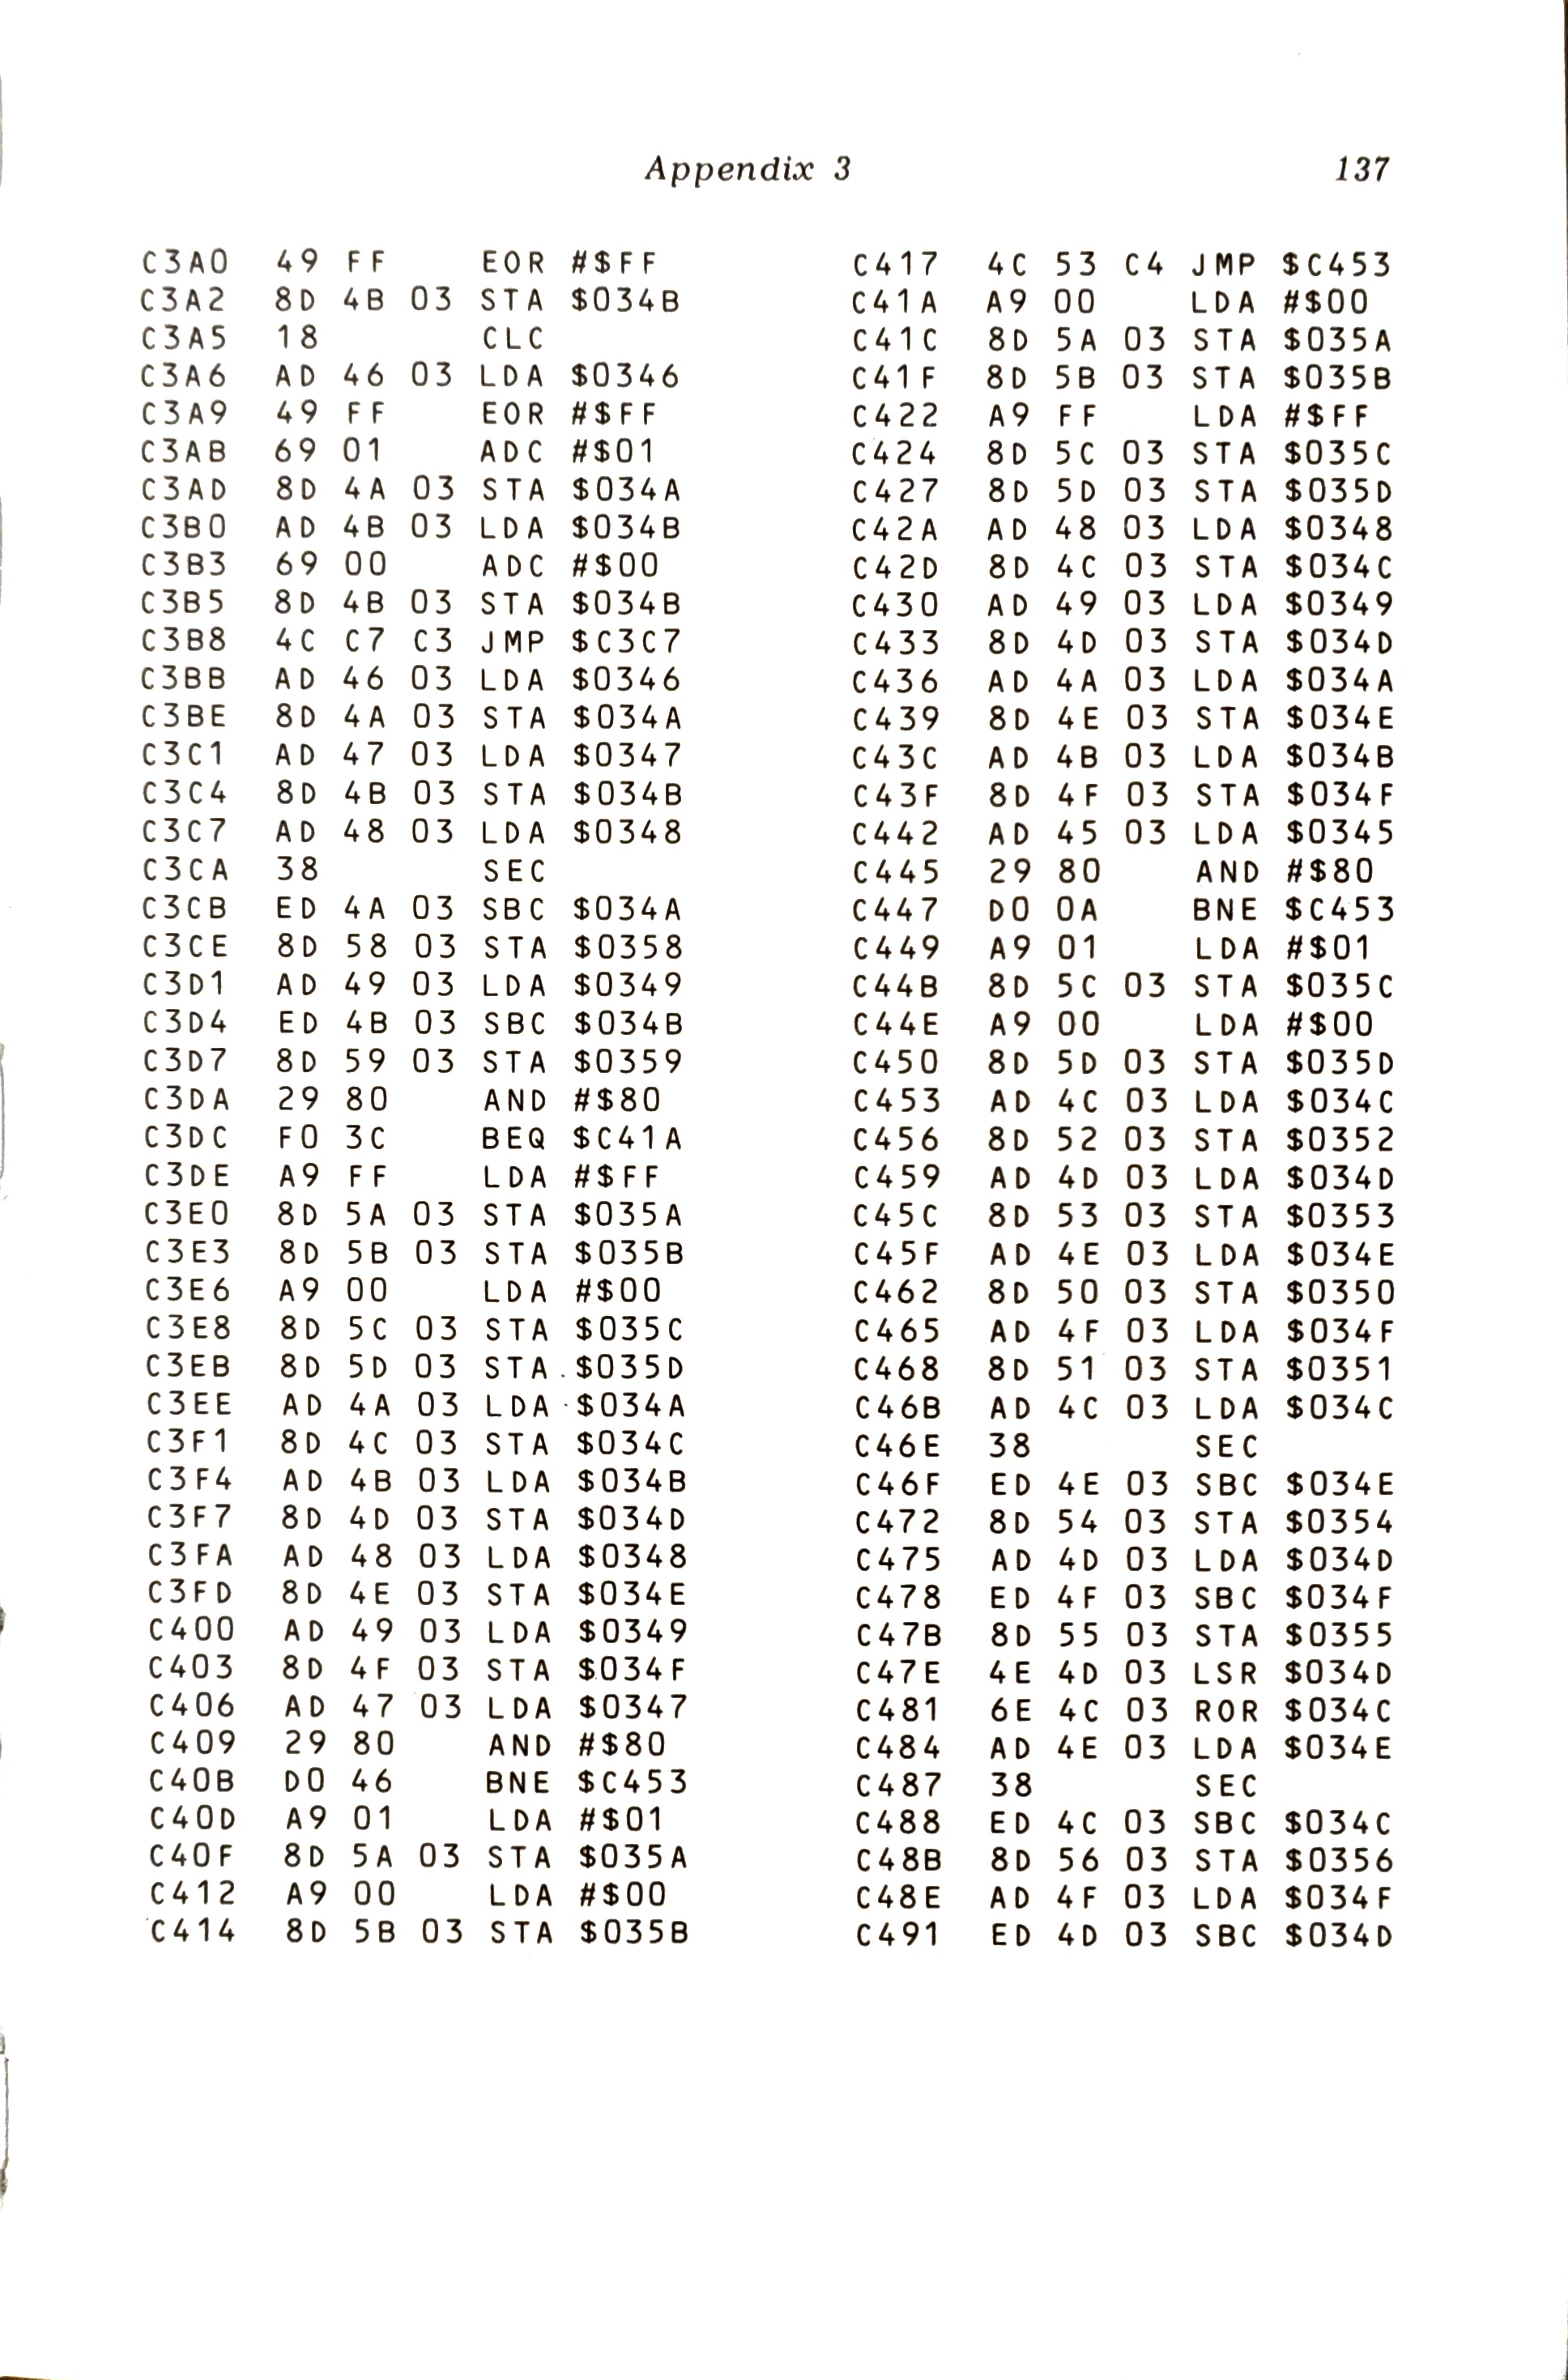 Appendix 3 137
C3A0 49 FF EOR #$FF
C3A2 8D 4B 03 STA $034B
C3A5 18 CLC
C3A6 AD 46 03 LDA $0346
C3A9 49 FF EOR #$FF
C3AB 69 01 ADC #$01
C3AD 8D 4A 03 STA $034A
C3B0 AD 4B 03 LDA $034B
C3B3 69 00 ADC #$00
C3B5 8D 4B 03 STA $034B
C3B8 4C C7 C3 JMP $C3C7
C3BB AD 46 03 LDA $0346
C3BE 8D 4A 03 STA $034A
C3C1 AD 47 03 LDA $0347
C3C4 8D 4B 03 STA $034B
C3C7 AD 48 03 LDA $0348
C3CA 38 SEC
C3CB ED 4A 03 SBC $034A
C3CE 8D 58 03 STA $0358
C3D1 AD 49 03 LDA $0349
C3D4 ED 4B 03 SBC $034B
C3D7 8D 59 03 STA $0359
C3DA 29 80 AND #$80
C3DC F0 3C BEQ $C41A
C3DE A9 FF LDA #$FF
C3E0 8D 5A 03 STA $035A
C3E3 8D 5B 03 STA $035B
C3E6 A9 00 LDA #$00
C3E8 8D 5C 03 STA $035C
C3EB 8D 5D 03 STA $035D
C3EE AD 4A 03 LDA $034A
C3F1 8D 4C 03 STA $034C
C3F4 AD 4B 03 LDA $034B
C3F7 8D 4D 03 STA $034D
C3FA AD 48 03 LDA $0348
C3FD 8D 4E 03 STA $034E
C400 AD 49 03 LDA $0349
C403 8D 4F 03 STA $034F
C406 AD 47 03 LDA $0347
C409 29 80 AND #$80
C40B D0 46 BNE $C453
C40D A9 01 LDA #$01
C40F 8D 5A 03 STA $035A
C412 A9 00 LDA #$00
C414 8D 5B 03 STA $035B
C417 4C 53 C4 JMP $C453
C41A A9 00 LDA #$00
C41C 8D 5A 03 STA $035A
C41F 8D 5B 03 STA $035B
C422 A9 FF LDA #$FF
C424 8D 5C 03 STA $035C
C427 8D 5D 03 STA $035D
C42A AD 48 03 LDA $0348
C42D 8D 4C 03 STA $034C
C430 AD 49 03 LDA $0349
C433 8D 4D 03 STA $034D
C436 AD 4A 03 LDA $034A
C439 8D 4E 03 STA $034E
C43C AD 4B 03 LDA $034B
C43F 8D 4F 03 STA $034F
C442 AD 45 03 LDA $0345
C445 29 80 AND #$80
C447 D0 0A BNE $C453
C449 A9 01 LDA #$01
C44B 8D 5C 03 STA $035C
C44E A9 00 LDA #$00
C450 8D 5D 03 STA $035D
C453 AD 4C 03 LDA $034C
C456 8D 52 03 STA $0352
C459 AD 4D 03 LDA $034D
C45C 8D 53 03 STA $0353
C45F AD 4E 03 LDA $034E
C462 8D 50 03 STA $0350
C465 AD 4F 03 LDA $034F
C468 8D 51 03 STA $0351
C46B AD 4C 03 LDA $034C
C46E 38 SEC
C46F ED 4E 03 SBC $034E
C472 8D 54 03 STA $0354
C475 AD 4D 03 LDA $034D
C478 ED 4F 03 SBC $034F
C47B 8D 55 03 STA $0355
C47E 4E 4D 03 LSR $034D
C481 6E 4C 03 ROR $034C
C484 AD 4E 03 LDA $034E
C487 38 SEC
C488 ED 4C 03 SBC $034C
C48B 8D 56 03 STA $0356
C48E AD 4F 03 LDA $034F
C491 ED 4D 03 SBC $034D